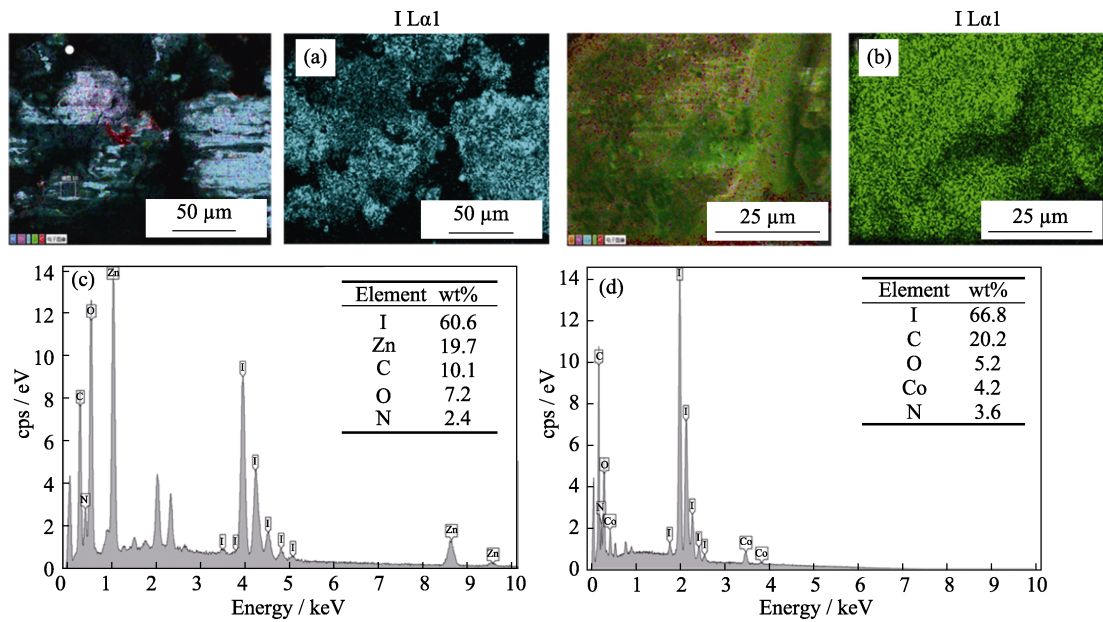 I Lα1
I Lα1
(a)
(b)
50 μm
50 μm
25 μm
25 μm
(c)
Element wt%
I 60.6
Zn 19.7
C 10.1
O 7.2
N 2.4
Zn
O
C
N
I
I
I
I
I
I
I
Zn
Zn
14
12
10
8
6
4
2
0
cps / eV
0 1 2 3 4 5 6 7 8 9 10
Energy / keV
(d)
Element wt%
I 66.8
C 20.2
O 5.2
Co 4.2
N 3.6
I
C
I
O
N
Co
I
I
I
I
Co
Co
14
12
10
8
6
4
2
0
cps / eV
0 1 2 3 4 5 6 7 8 9 10
Energy / keV